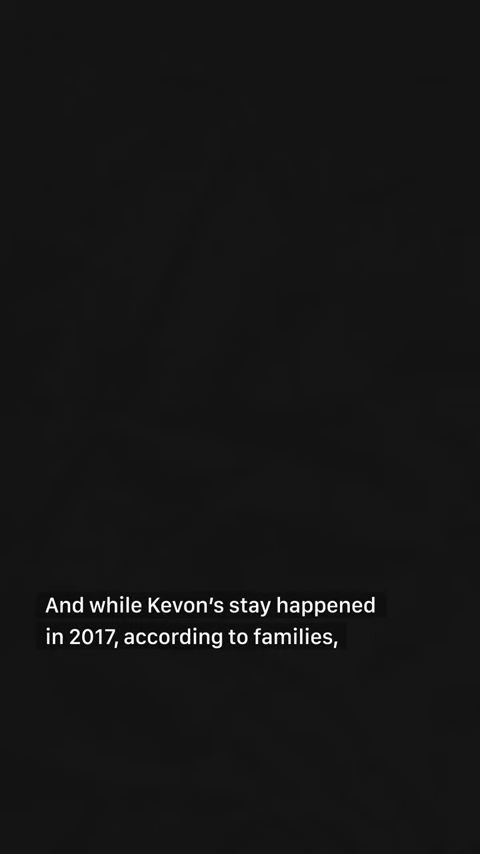 And while Kevon’s stay happened
in 2017, according to families,